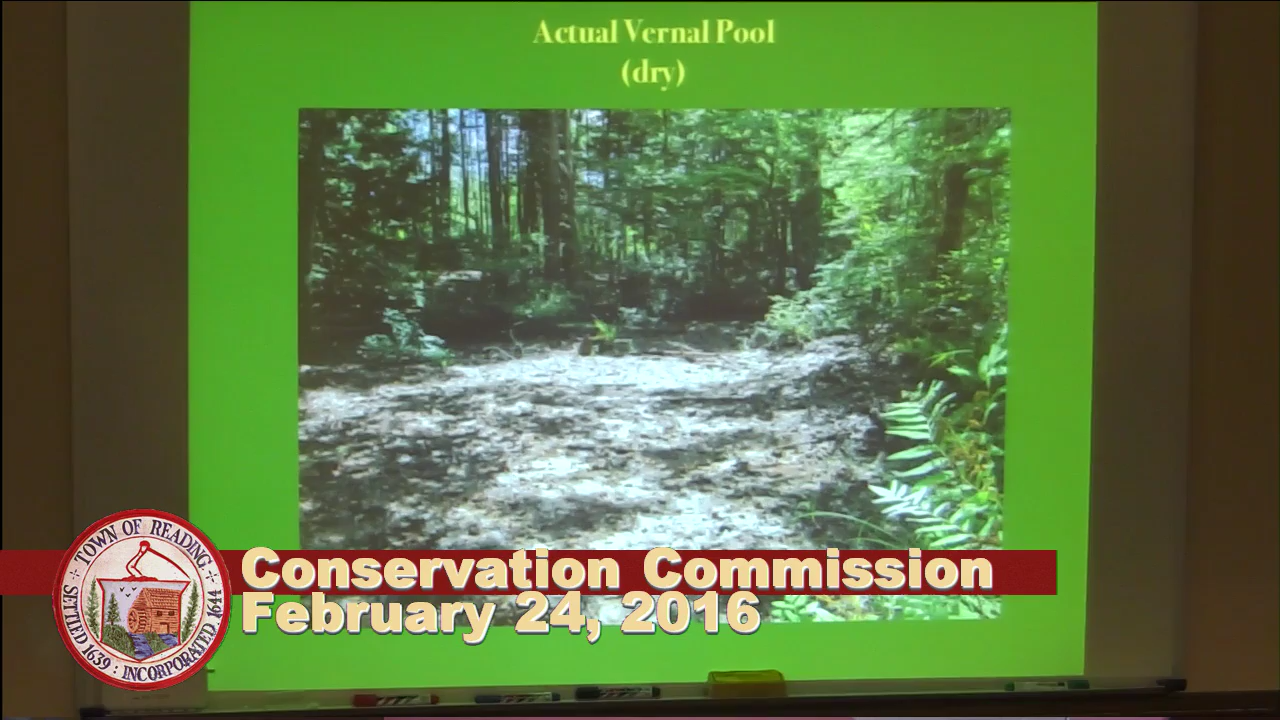 Actual Vernal Pool
(dry)
TOWN OF READING
SETTLED 1639 : INCORPORATED 1644
Conservation Commission
February 24, 2016